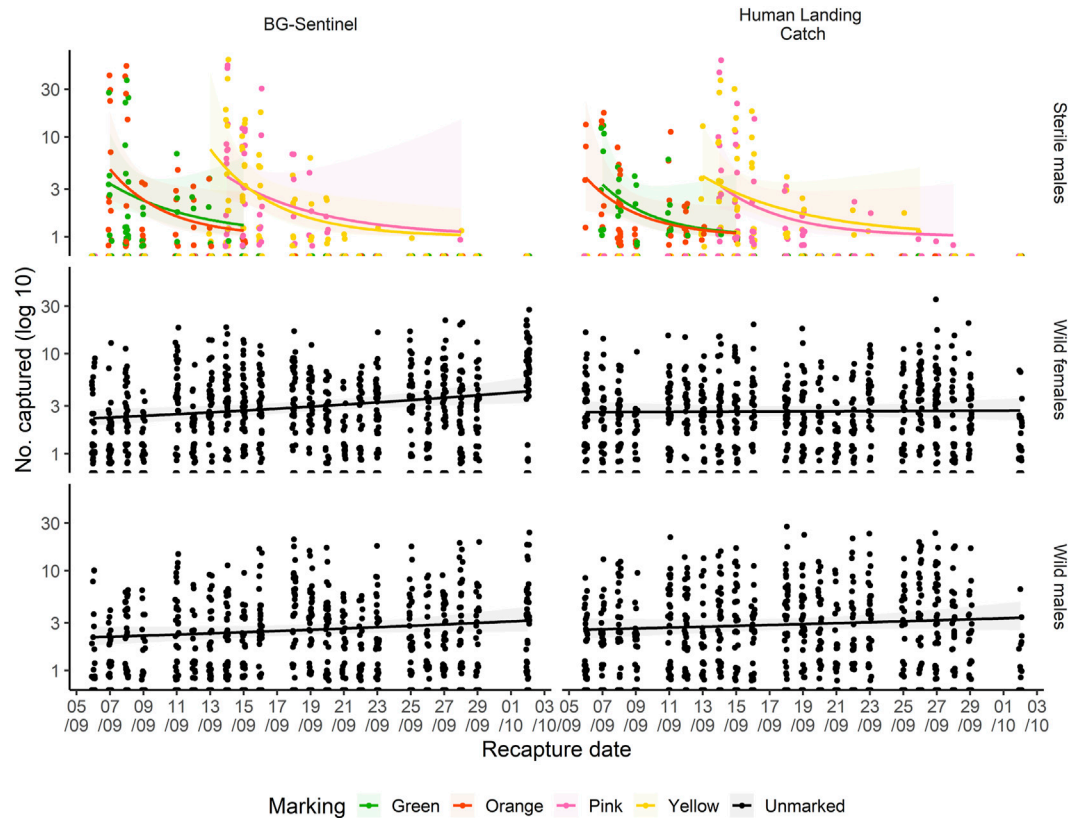 BG-Sentinel
Human Landing
Catch
No. captured (log 10)
30
10
3
1
Sterile males
30
10
3
1
Wild females
30
10
3
1
Wild males
05 07 09 11 13 15 17 19 21 23 25 27 29 01 03
/09 /09 /09 /09 /09 /09 /09 /09 /09 /09 /09 /09 /09 /10 /10
05 07 09 11 13 15 17 19 21 23 25 27 29 01 03
/09 /09 /09 /09 /09 /09 /09 /09 /09 /09 /09 /09 /09 /10 /10
Recapture date
Marking Green Orange Pink Yellow Unmarked